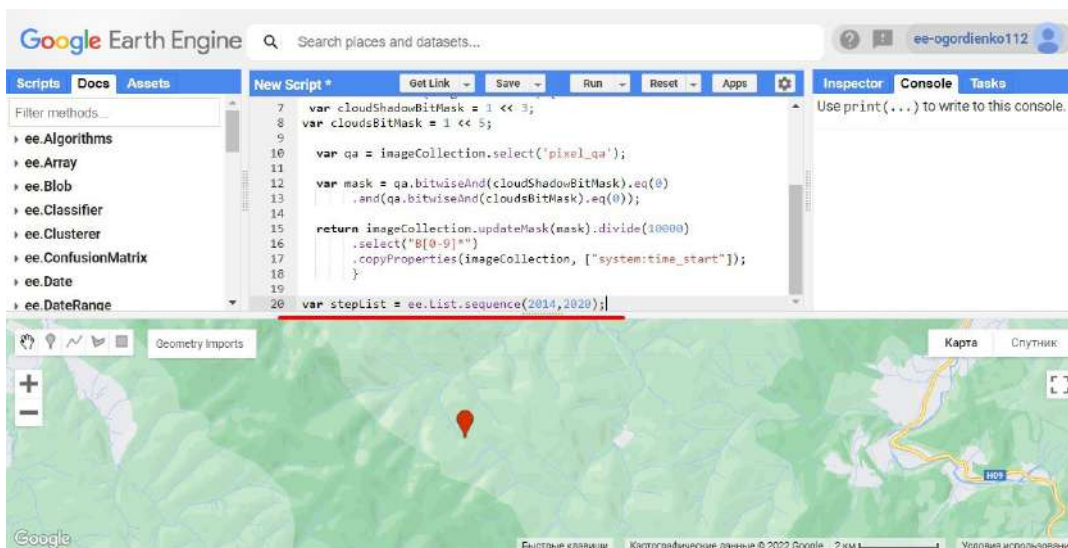 Google Earth Engine
Search places and datasets...
ee-ogordienko112
Scripts Docs Assets
New Script *
Get Link Save Run Reset Apps
Inspector Console Tasks
Filter methods...
ee.Algorithms
ee.Array
ee.Blob
ee.Classifier
ee.Clusterer
ee.ConfusionMatrix
ee.Date
ee.DateRange
7 var cloudShadowBitMask = 1 << 3;
8 var cloudsBitMask = 1 << 5;
9
10 var qa = imageCollection.select('pixel_qa');
11
12 var mask = qa.bitwiseAnd(cloudShadowBitMask).eq(0)
13 .and(qa.bitwiseAnd(cloudsBitMask).eq(0));
14
15 return imageCollection.updateMask(mask).divide(10000)
16 .select("B[0-9]*")
17 .copyProperties(imageCollection, ["system:time_start"]);
18 }
19
20 var stepList = ee.List.sequence(2014,2020);
Use print(...) to write to this console.
Geometry Imports
Карта Спутник
H09
Google
Быстрые клавиши Картографические данные © 2022 Google 2 км Условия использования